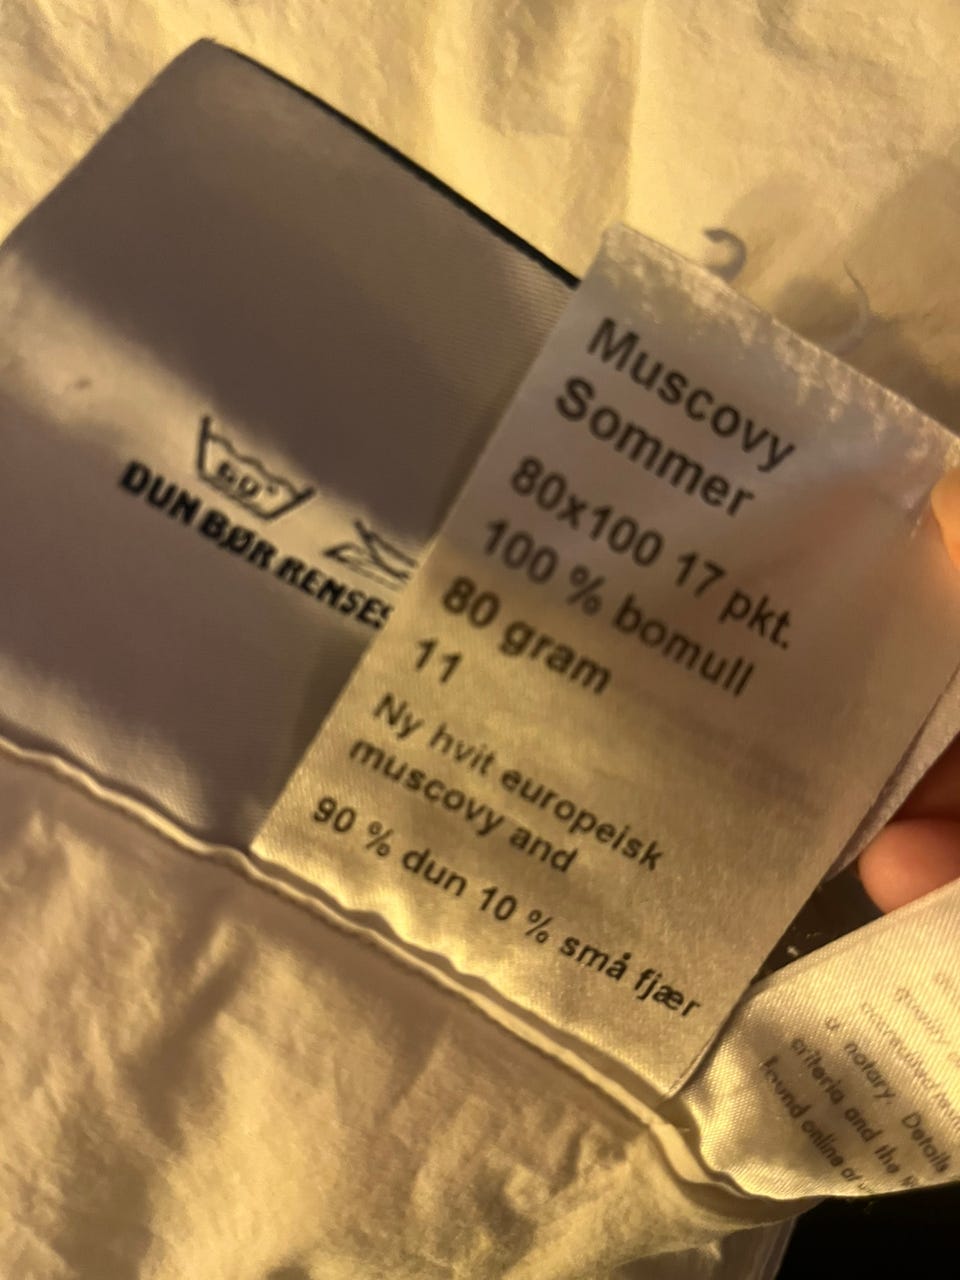 60°
DUN BØR RENSES
Muscovy
Sommer
80x100 17 pkt.
100 % bomull
80 gram
11
Ny hvit europeisk
muscovy and
90 % dun 10 % små fjær
a notary. Details
criteria and the
found online at